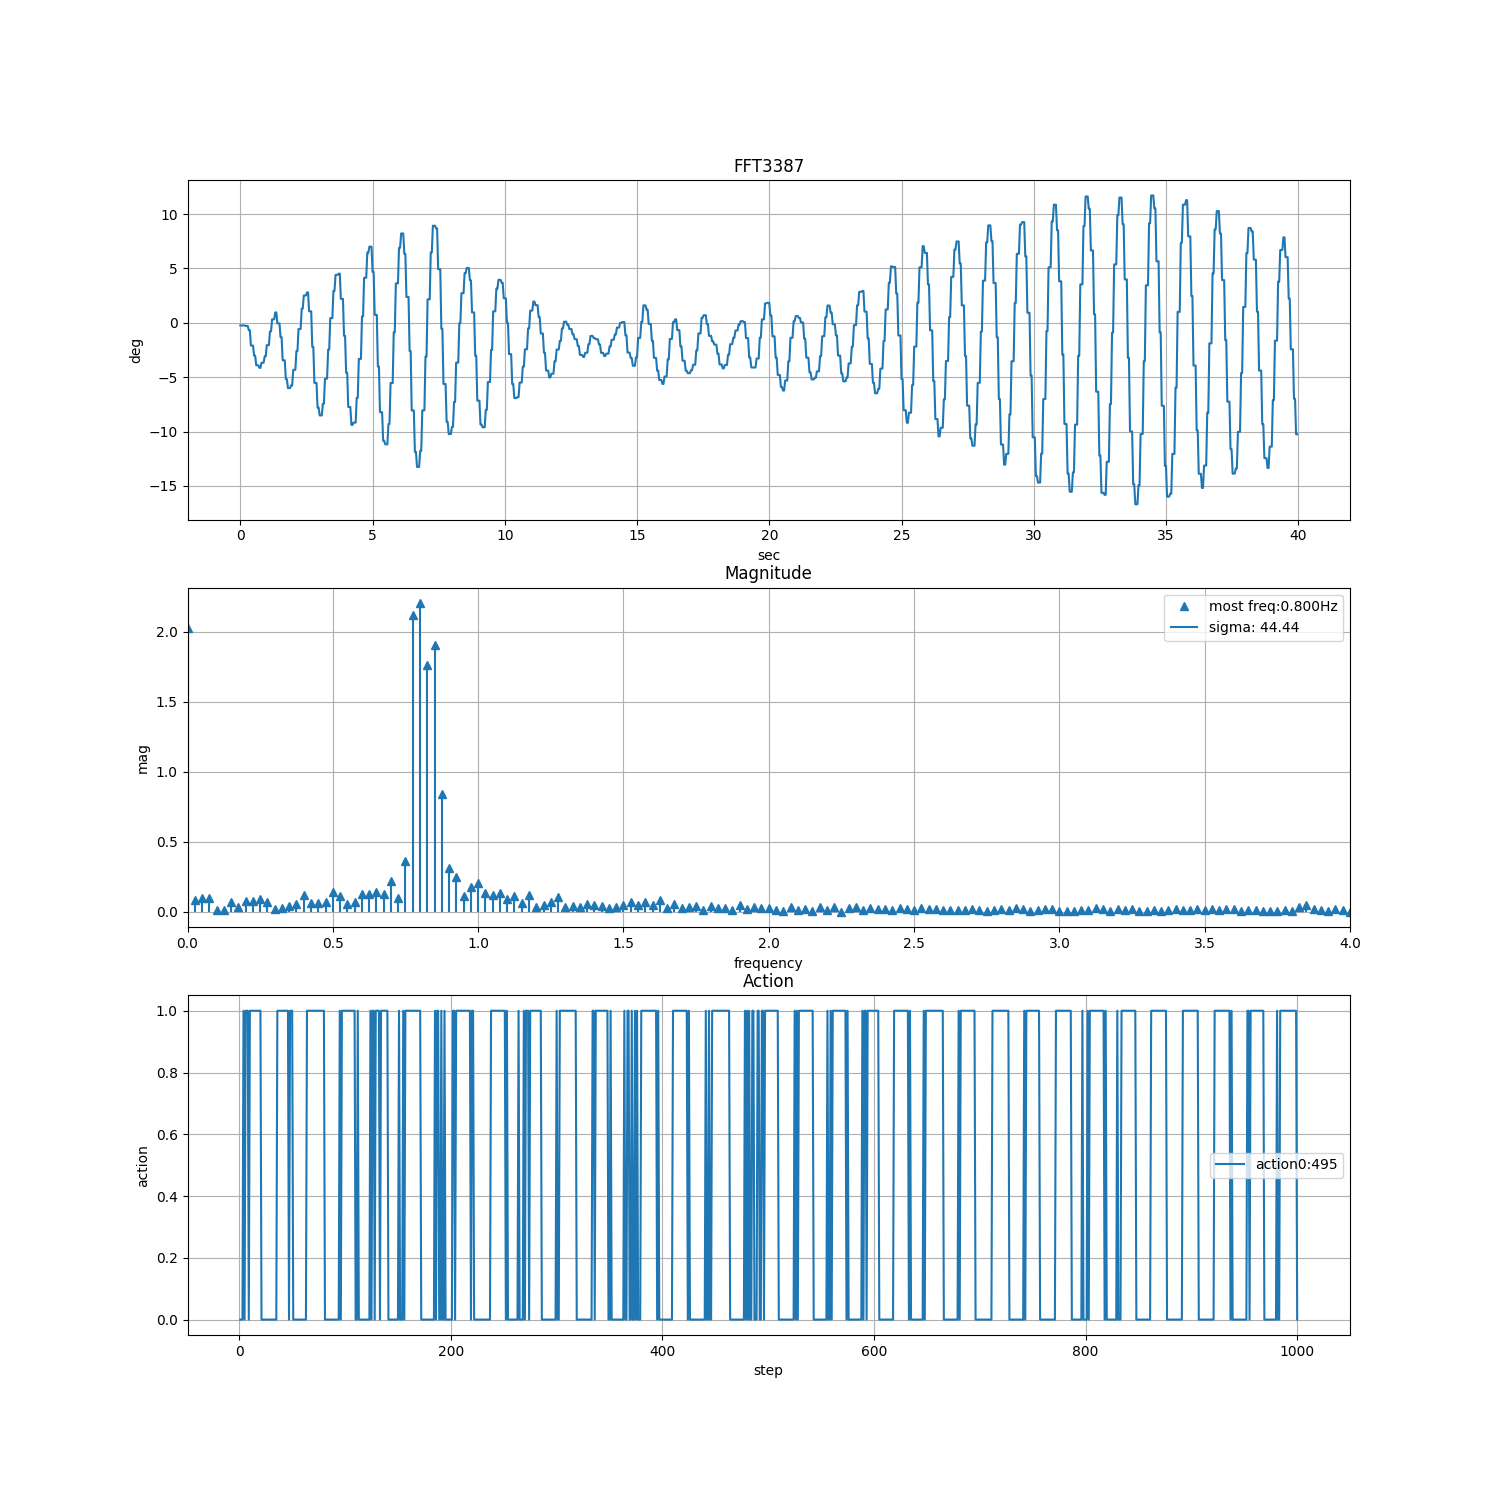 FFT3387
deg
10
5
0
−5
−10
−15
0 5 10 15 20 25 30 35 40
sec
Magnitude
mag
2.0
1.5
1.0
0.5
0.0
most freq:0.800Hz
sigma: 44.44
0.0 0.5 1.0 1.5 2.0 2.5 3.0 3.5 4.0
frequency
Action
action
1.0
0.8
0.6
0.4
0.2
0.0
action0:495
0 200 400 600 800 1000
step